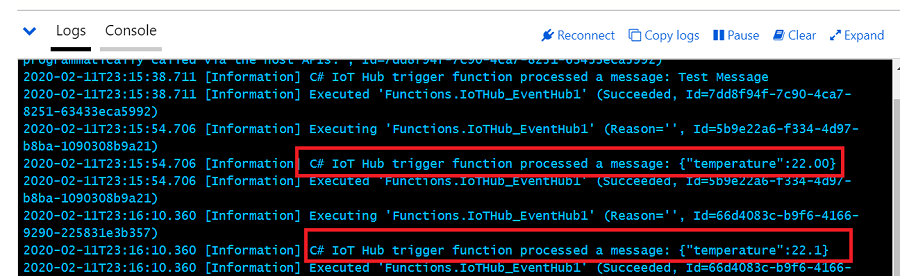 Logs Console Reconnect Copy logs Pause Clear Expand
programmatically called via the host APIs.', Id=7dd8f94f-7c90-4ca7-8251-63433eca5992)
2020-02-11T23:15:38.711 [Information] C# IoT Hub trigger function processed a message: Test Message
2020-02-11T23:15:38.711 [Information] Executed 'Functions.IoTHub_EventHub1' (Succeeded, Id=7dd8f94f-7c90-4ca7-
8251-63433eca5992)
2020-02-11T23:15:54.706 [Information] Executing 'Functions.IoTHub_EventHub1' (Reason='', Id=5b9e22a6-f334-4d97-
b8ba-1090308b9a21)
2020-02-11T23:15:54.706 [Information] C# IoT Hub trigger function processed a message: {"temperature":22.00}
2020-02-11T23:15:54.706 [Information] Executed 'Functions.IoTHub_EventHub1' (Succeeded, Id=5b9e22a6-f334-4d97-
b8ba-1090308b9a21)
2020-02-11T23:16:10.360 [Information] Executing 'Functions.IoTHub_EventHub1' (Reason='', Id=66d4083c-b9f6-4166-
9290-225831e3b357)
2020-02-11T23:16:10.360 [Information] C# IoT Hub trigger function processed a message: {"temperature":22.1}
2020-02-11T23:16:10.360 [Information] Executed 'Functions.IoTHub_EventHub1' (Succeeded, Id=66d4083c-b9f6-4166-